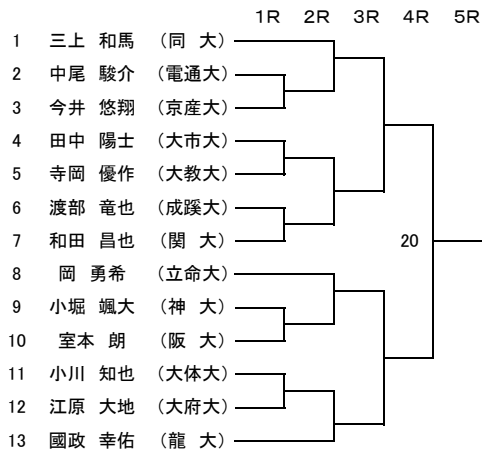 1R 2R 3R 4R 5R
1 三上 和馬 (同 大)
2 中尾 駿介 (電通大)
3 今井 悠翔 (京産大)
4 田中 陽士 (大市大)
5 寺岡 優作 (大教大)
6 渡部 竜也 (成蹊大)
7 和田 昌也 (関 大) 20
8 岡 勇希 (立命大)
9 小堀 颯大 (神 大)
10 室本 朗 (阪 大)
11 小川 知也 (大体大)
12 江原 大地 (大府大)
13 國政 幸佑 (龍 大)